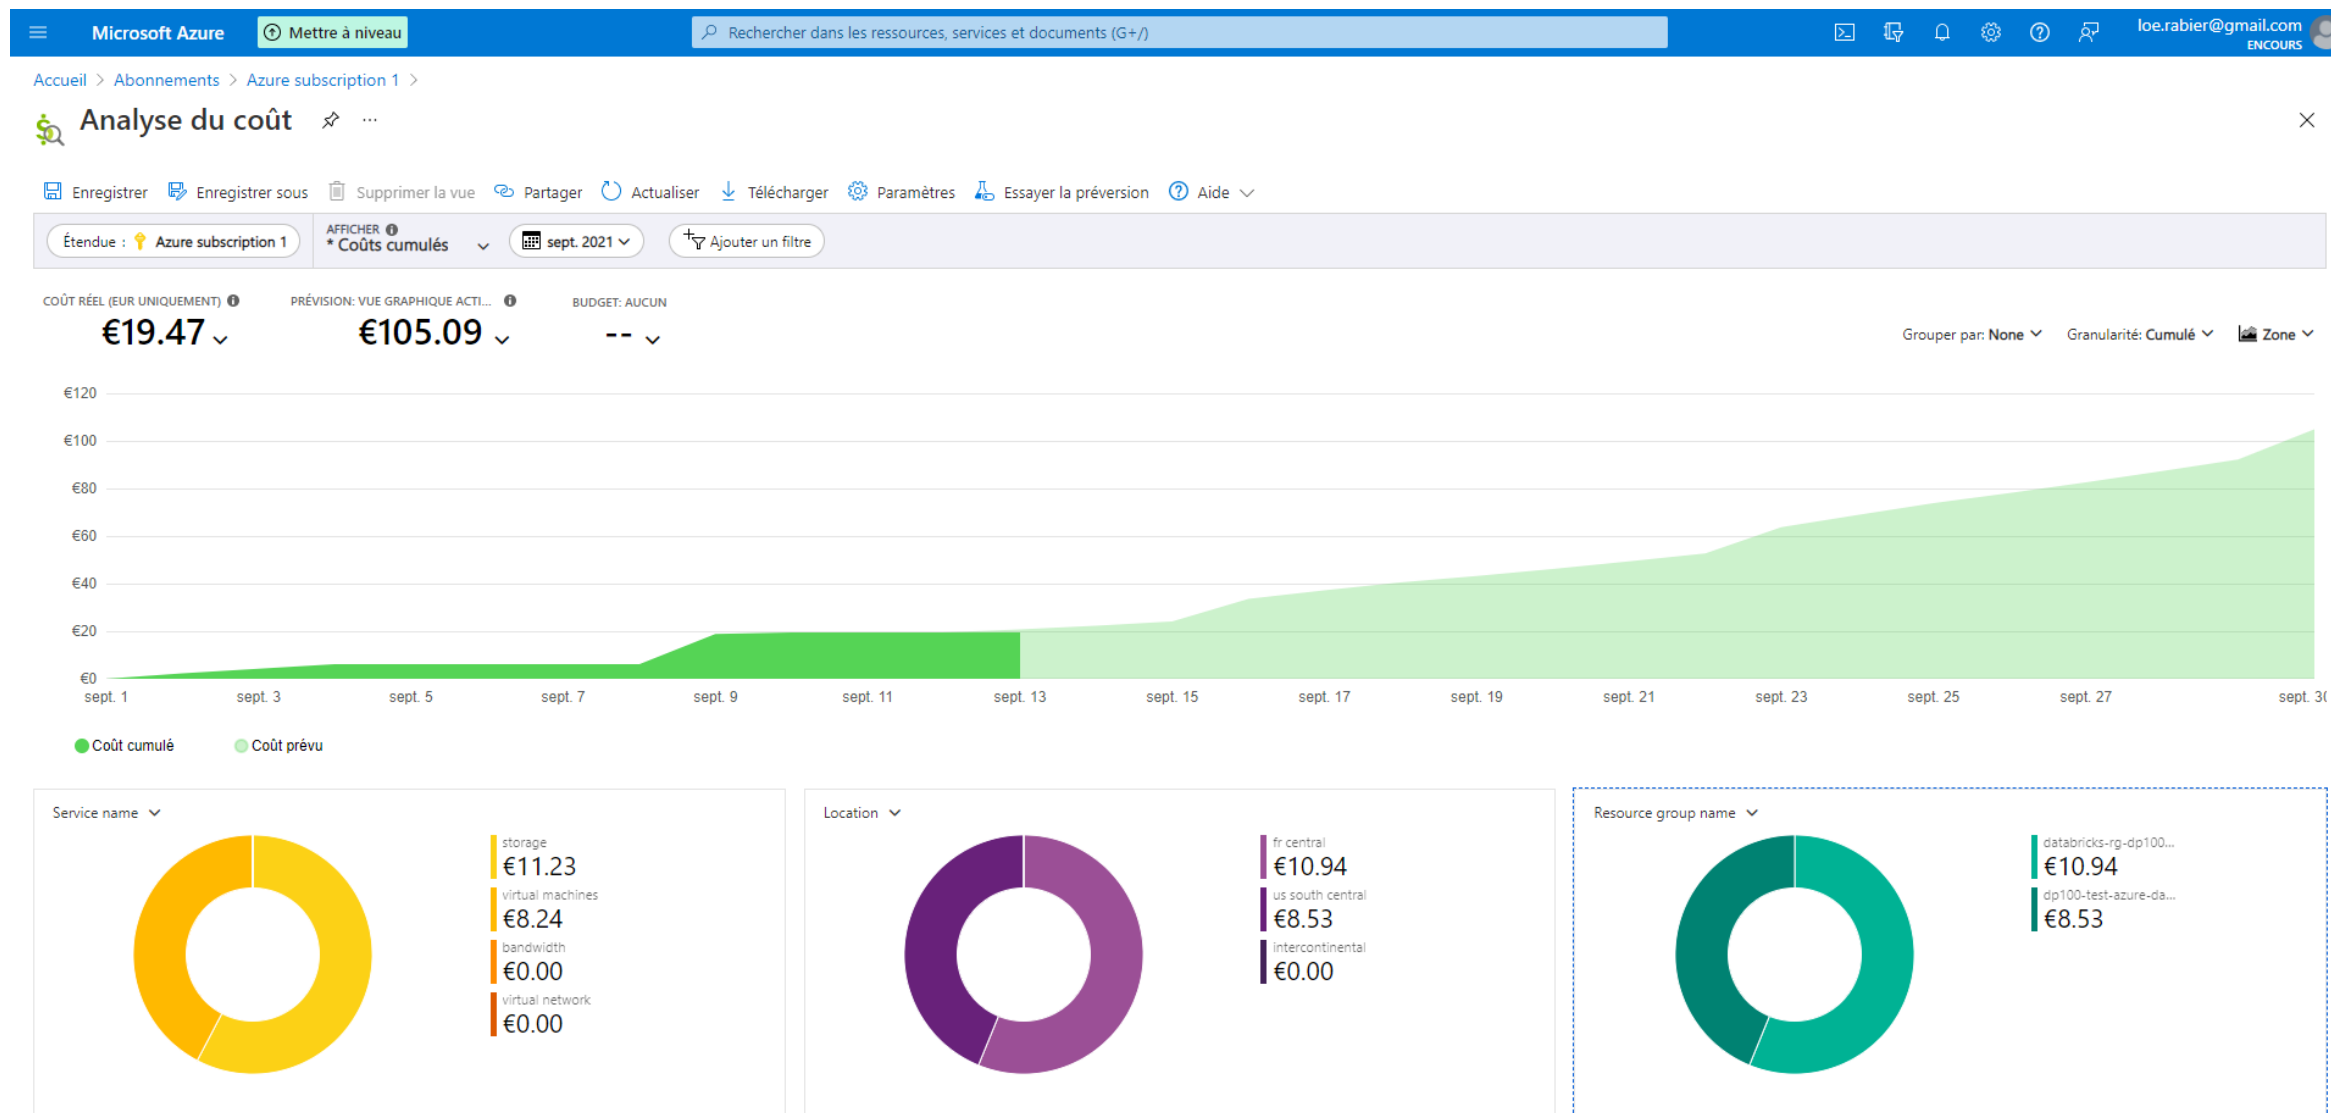 Microsoft Azure
Mettre à niveau
Rechercher dans les ressources, services et documents (G+/)
loe.rabier@gmail.com
ENCOURS
Accueil > Abonnements > Azure subscription 1 >
Analyse du coût
...
Enregistrer Enregistrer sous Supprimer la vue Partager Actualiser Télécharger Paramètres Essayer la préversion Aide
Étendue : Azure subscription 1
AFFICHER
* Coûts cumulés
sept. 2021
Ajouter un filtre
COÛT RÉEL (EUR UNIQUEMENT)
€19.47
PRÉVISION: VUE GRAPHIQUE ACTI...
€105.09
BUDGET: AUCUN
--
Grouper par: None Granularité: Cumulé Zone
€120
€100
€80
€60
€40
€20
€0
sept. 1 sept. 3 sept. 5 sept. 7 sept. 9 sept. 11 sept. 13 sept. 15 sept. 17 sept. 19 sept. 21 sept. 23 sept. 25 sept. 27 sept. 30
Coût cumulé Coût prévu
Service name
storage
€11.23
virtual machines
€8.24
bandwidth
€0.00
virtual network
€0.00
Location
fr central
€10.94
us south central
€8.53
intercontinental
€0.00
Resource group name
databricks-rg-dp100...
€10.94
dp100-test-azure-da...
€8.53